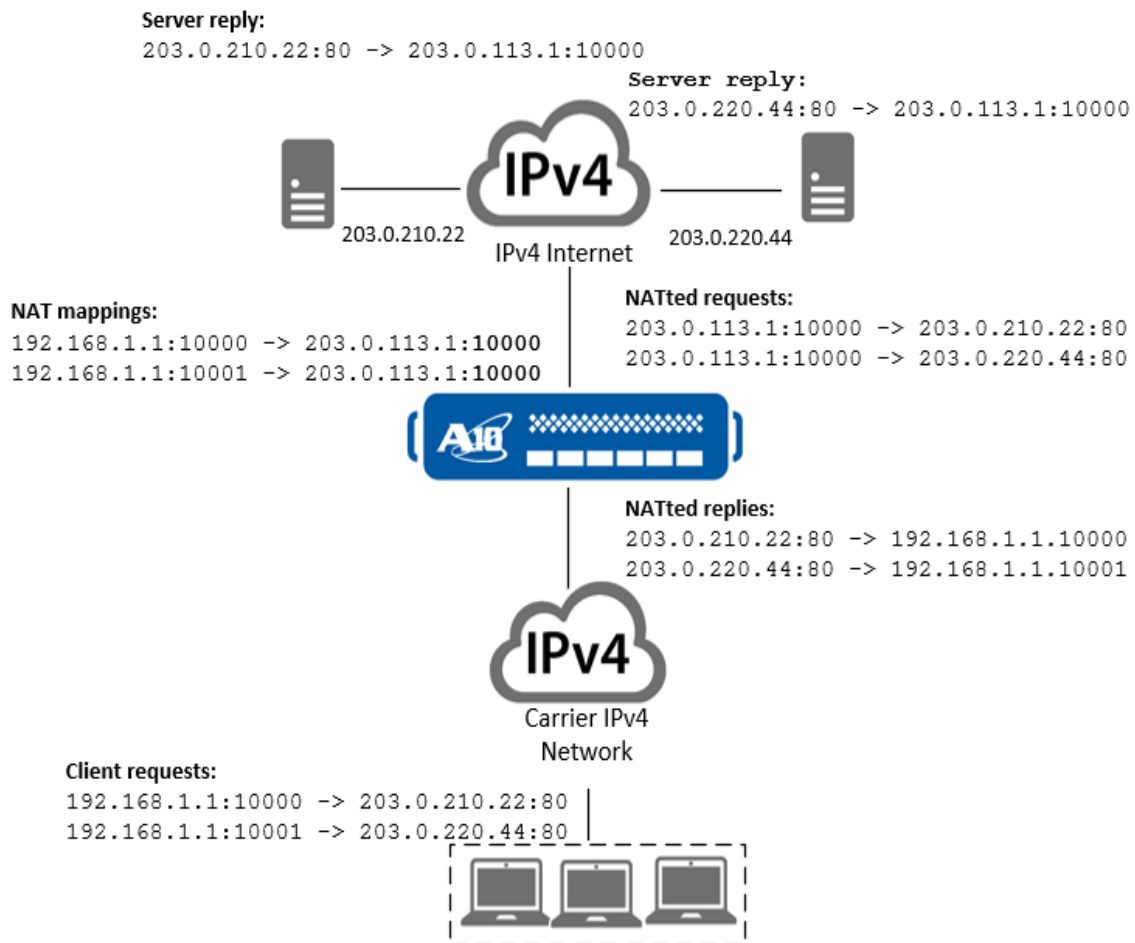 Server reply:
203.0.210.22:80 -> 203.0.113.1:10000
Server reply:
203.0.220.44:80 -> 203.0.113.1:10000
IPv4
203.0.210.22
203.0.220.44
IPv4 Internet
NAT mappings:
192.168.1.1:10000 -> 203.0.113.1:10000
192.168.1.1:10001 -> 203.0.113.1:10000
NATted requests:
203.0.113.1:10000 -> 203.0.210.22:80
203.0.113.1:10000 -> 203.0.220.44:80
A10
NATted replies:
203.0.210.22:80 -> 192.168.1.1.10000
203.0.220.44:80 -> 192.168.1.1.10001
IPv4
Carrier IPv4
Network
Client requests:
192.168.1.1:10000 -> 203.0.210.22:80
192.168.1.1:10001 -> 203.0.220.44:80